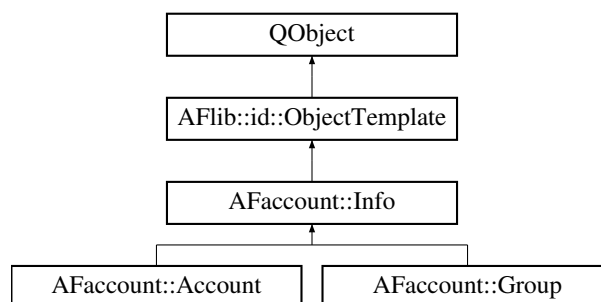 QObject
AFlib::id::ObjectTemplate
AFaccount::Info
AFaccount::Account
AFaccount::Group